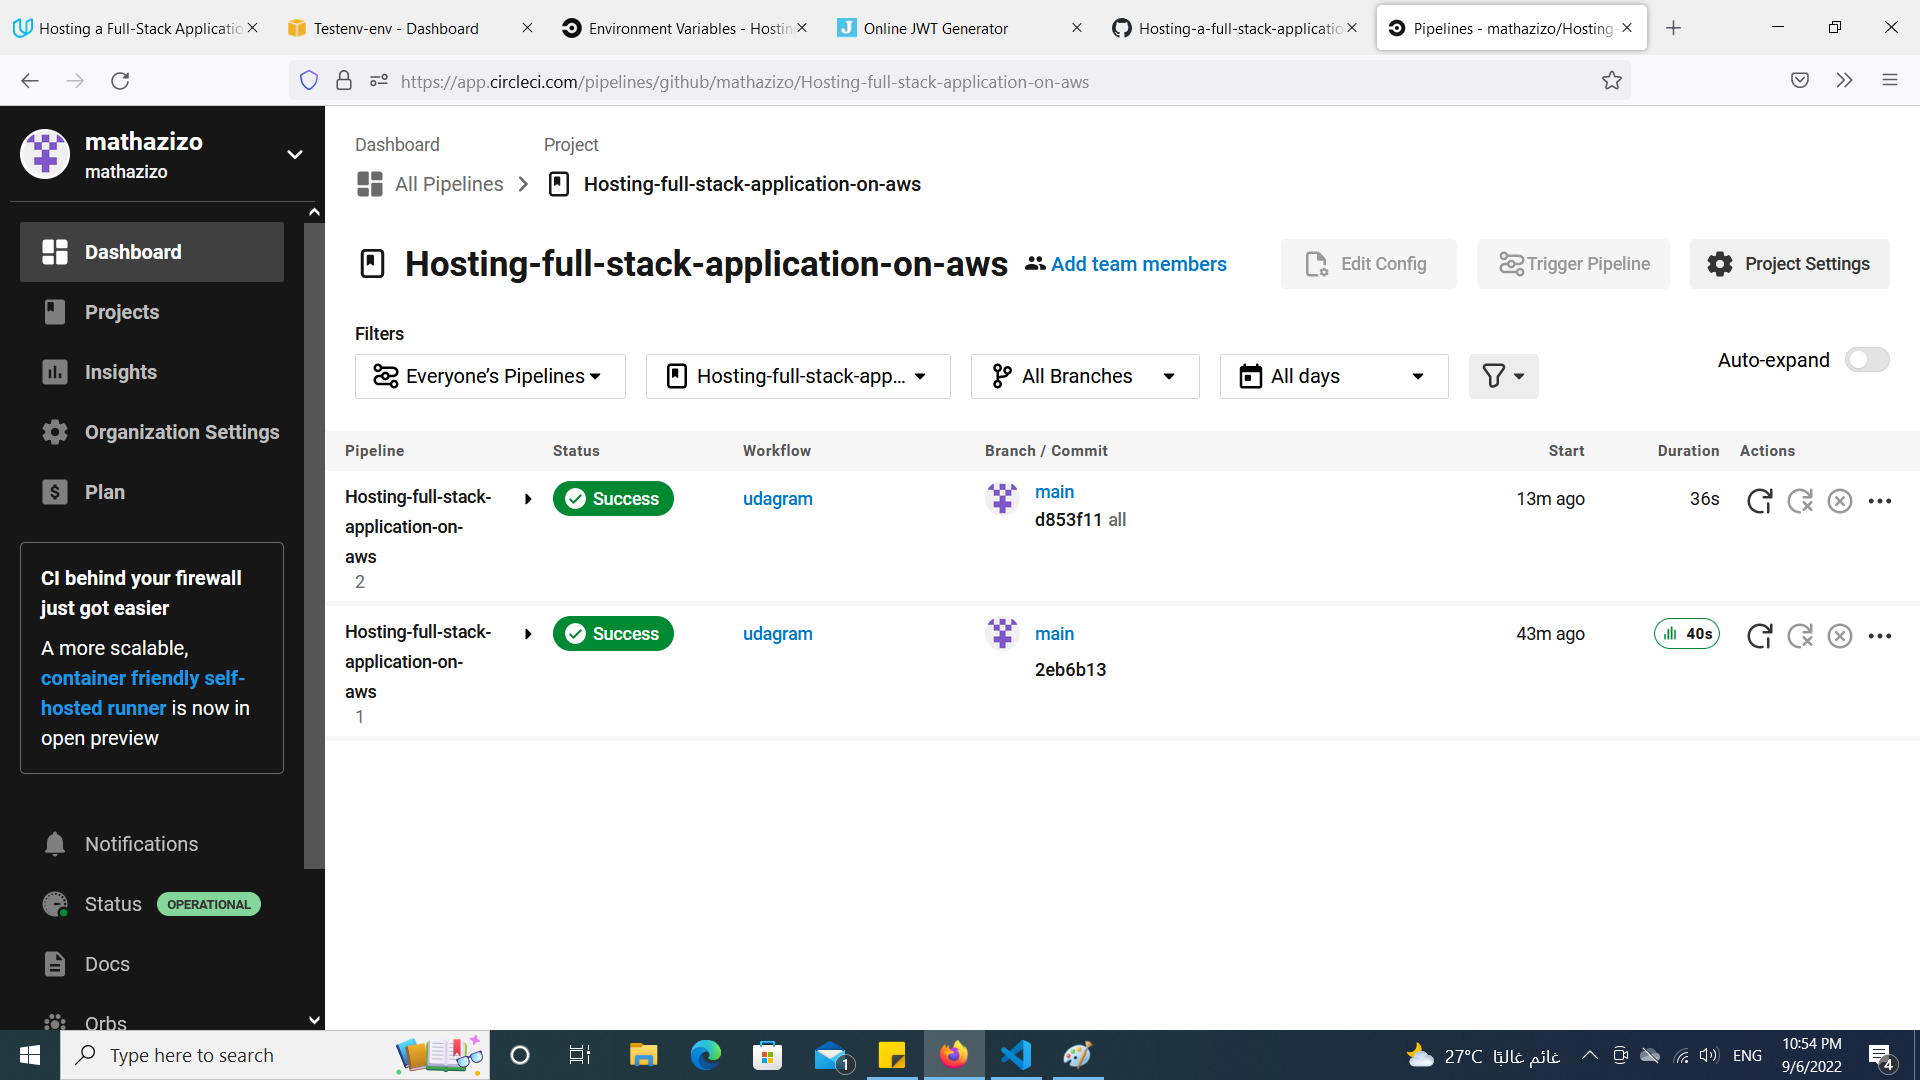 Hosting a Full-Stack Applicatio
Testenv-env - Dashboard
Environment Variables - Hostin
Online JWT Generator
Hosting-a-full-stack-applicatio
Pipelines - mathazizo/Hosting-
https://app.circleci.com/pipelines/github/mathazizo/Hosting-full-stack-application-on-aws
mathazizo
mathazizo
Dashboard
Projects
Insights
Organization Settings
Plan
CI behind your firewall
just got easier
A more scalable,
container friendly self-
hosted runner is now in
open preview
Notifications
Status OPERATIONAL
Docs
Orbs
Dashboard Project
All Pipelines Hosting-full-stack-application-on-aws
Hosting-full-stack-application-on-aws Add team members Edit Config Trigger Pipeline Project Settings
Filters
Everyone’s Pipelines Hosting-full-stack-app... All Branches All days Auto-expand
Pipeline Status Workflow Branch / Commit Start Duration Actions
Hosting-full-stack-
application-on-
aws
2
Success udagram main 13m ago 36s
d853f11 all
Hosting-full-stack-
application-on-
aws
1
Success udagram main 43m ago 40s
2eb6b13
Type here to search
1
27°C غائم غالبًا
ENG
10:54 PM
9/6/2022
4